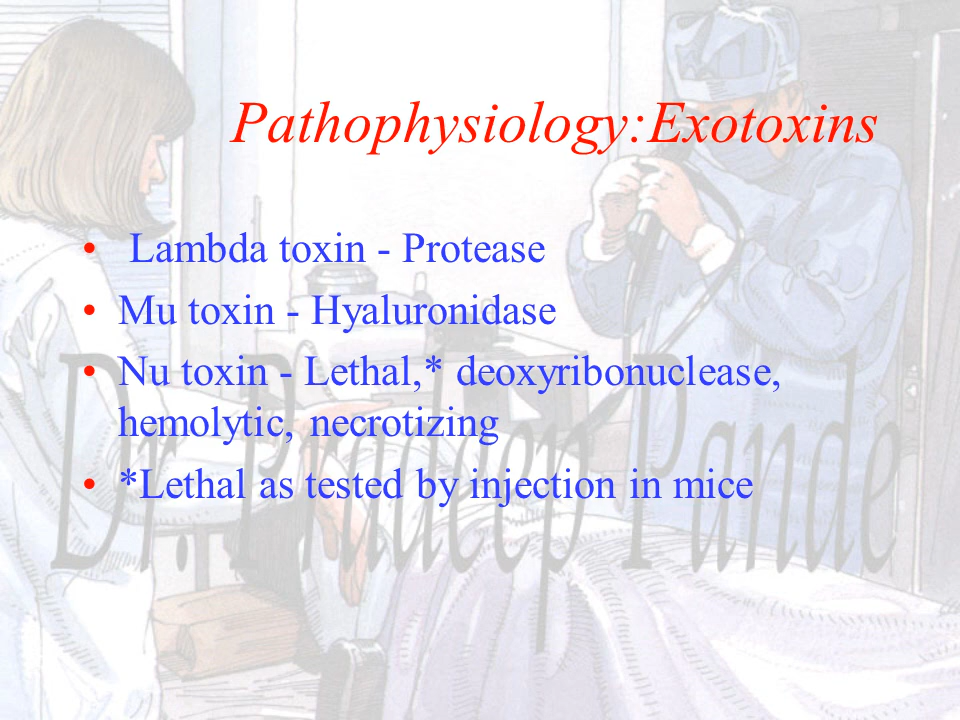 Pathophysiology:Exotoxins
• Lambda toxin - Protease
• Mu toxin - Hyaluronidase
• Nu toxin - Lethal,* deoxyribonuclease,
hemolytic, necrotizing
• *Lethal as tested by injection in mice
Dr. Pradeep Pande